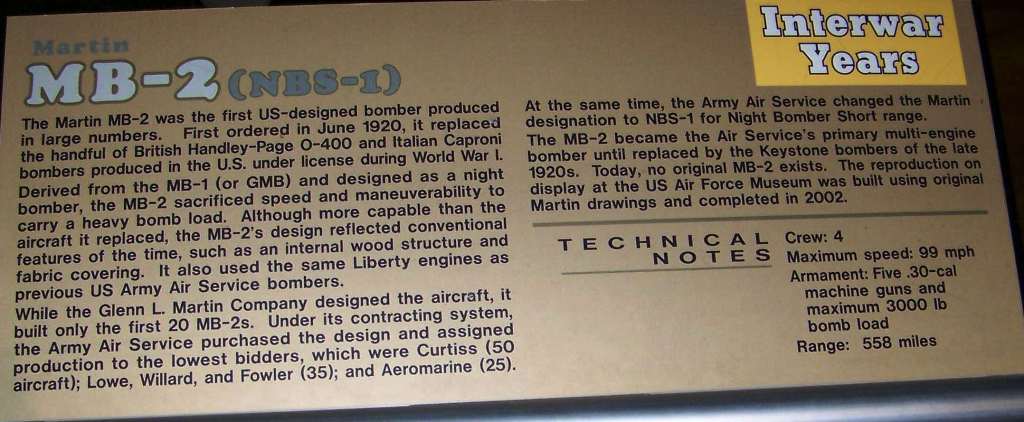 Martin
MB-2 (NBS-1)
The Martin MB-2 was the first US-designed bomber produced
in large numbers. First ordered in June 1920, it replaced
the handful of British Handley-Page O-400 and Italian Caproni
bombers produced in the U.S. under license during World War I.
Derived from the MB-1 (or GMB) and designed as a night
bomber, the MB-2 sacrificed speed and maneuverability to
carry a heavy bomb load. Although more capable than the
aircraft it replaced, the MB-2's design reflected conventional
features of the time, such as an internal wood structure and
fabric covering. It also used the same Liberty engines as
previous US Army Air Service bombers.
While the Glenn L. Martin Company designed the aircraft, it
built only the first 20 MB-2s. Under its contracting system,
the Army Air Service purchased the design and assigned
production to the lowest bidders, which were Curtiss (50
aircraft); Lowe, Willard, and Fowler (35); and Aeromarine (25).
Interwar
Years
At the same time, the Army Air Service changed the Martin
designation to NBS-1 for Night Bomber Short range.
The MB-2 became the Air Service's primary multi-engine
bomber until replaced by the Keystone bombers of the late
1920s. Today, no original MB-2 exists. The reproduction on
display at the US Air Force Museum was built using original
Martin drawings and completed in 2002.
TECHNICAL
NOTES
Crew: 4
Maximum speed: 99 mph
Armament: Five .30-cal
machine guns and
maximum 3000 lb
bomb load
Range: 558 miles